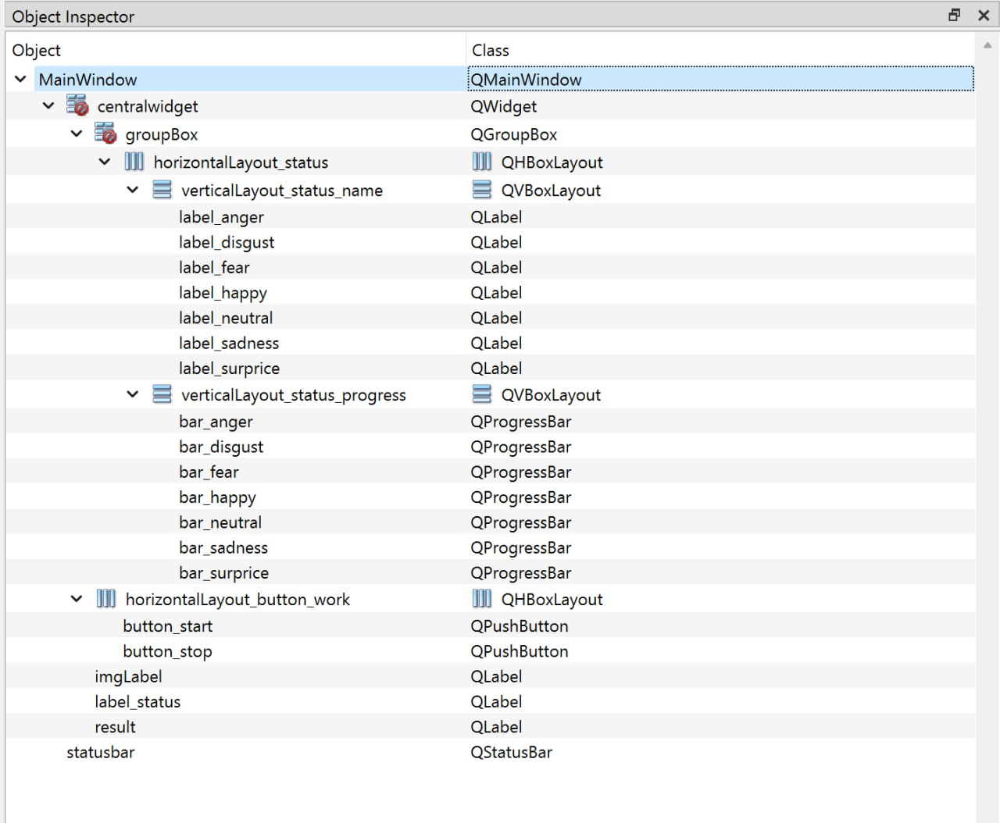 Object Inspector
Object Class
MainWindow QMainWindow
centralwidget QWidget
groupBox QGroupBox
horizontalLayout_status QHBoxLayout
verticalLayout_status_name QVBoxLayout
label_anger QLabel
label_disgust QLabel
label_fear QLabel
label_happy QLabel
label_neutral QLabel
label_sadness QLabel
label_surprice QLabel
verticalLayout_status_progress QVBoxLayout
bar_anger QProgressBar
bar_disgust QProgressBar
bar_fear QProgressBar
bar_happy QProgressBar
bar_neutral QProgressBar
bar_sadness QProgressBar
bar_surprice QProgressBar
horizontalLayout_button_work QHBoxLayout
button_start QPushButton
button_stop QPushButton
imgLabel QLabel
label_status QLabel
result QLabel
statusbar QStatusBar